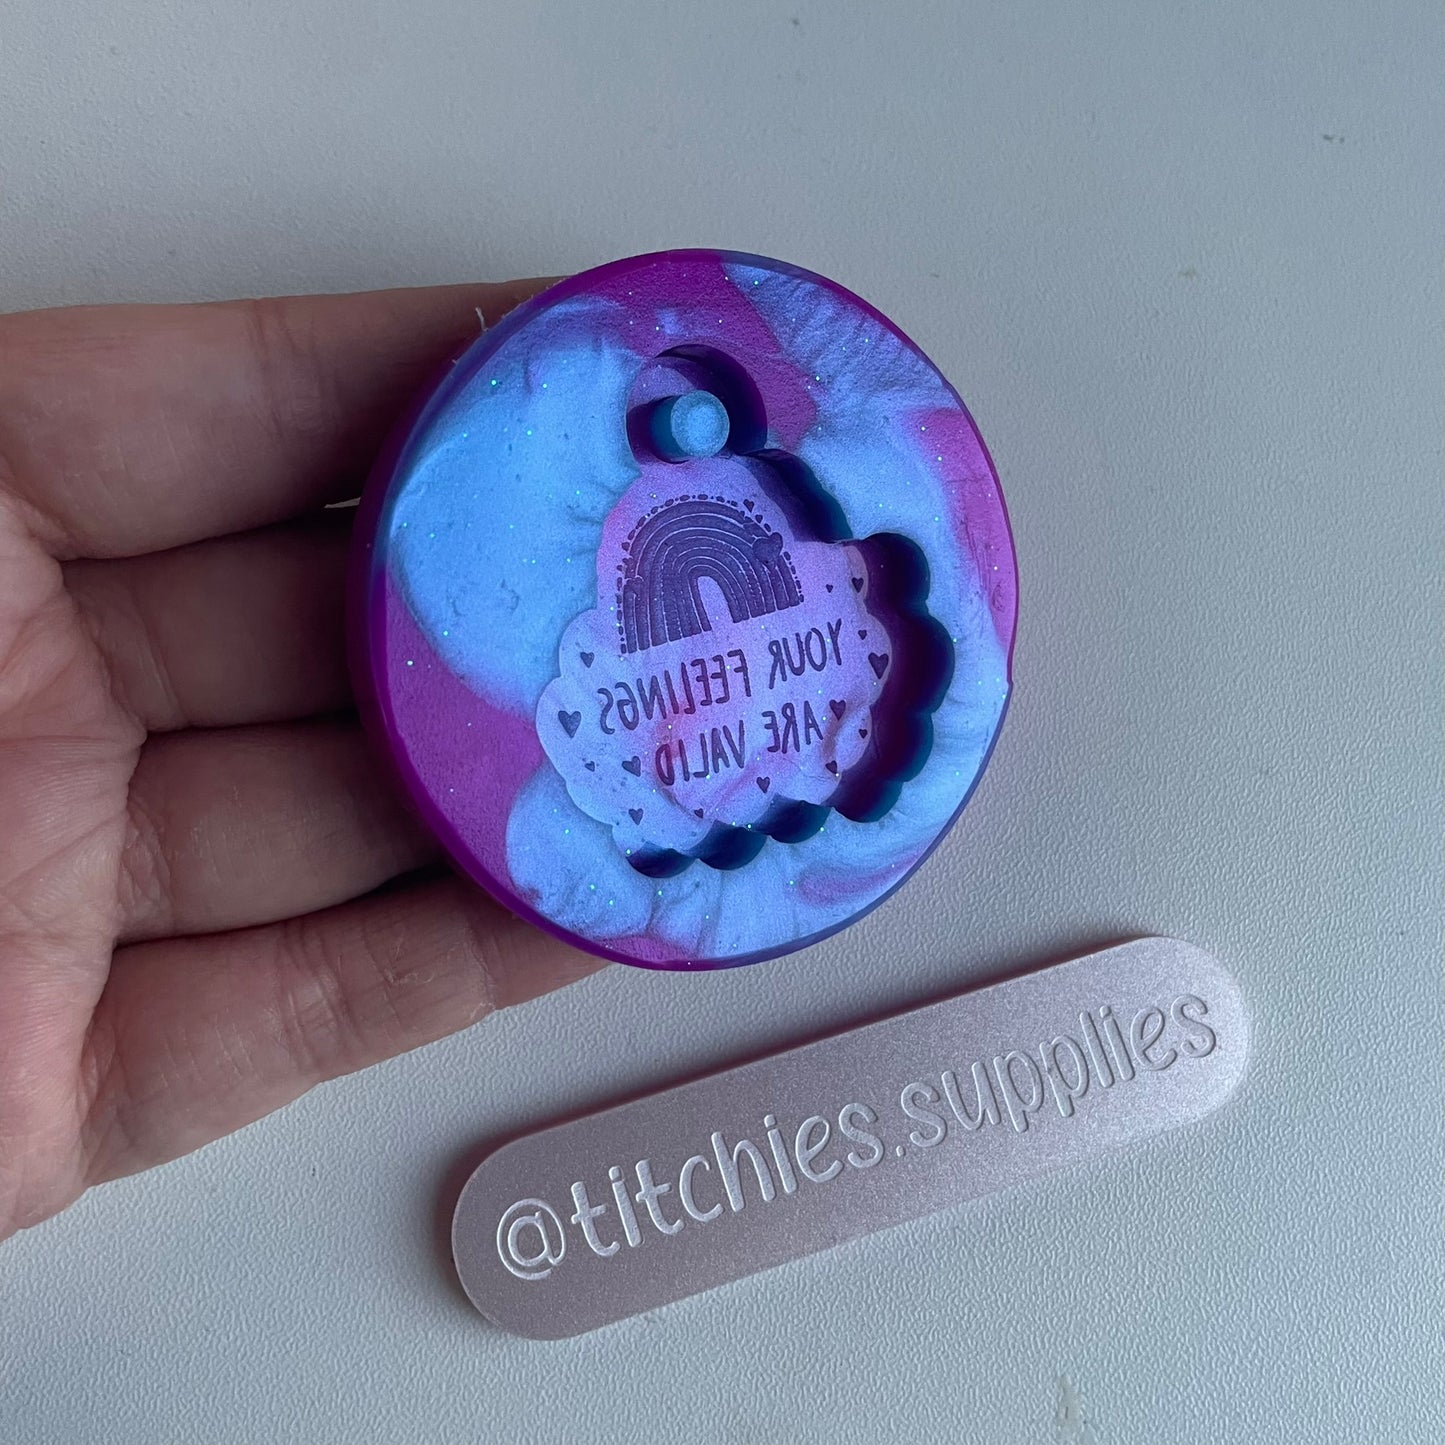 YOUR FEELINGS
ARE VALID
@titchies.supplies